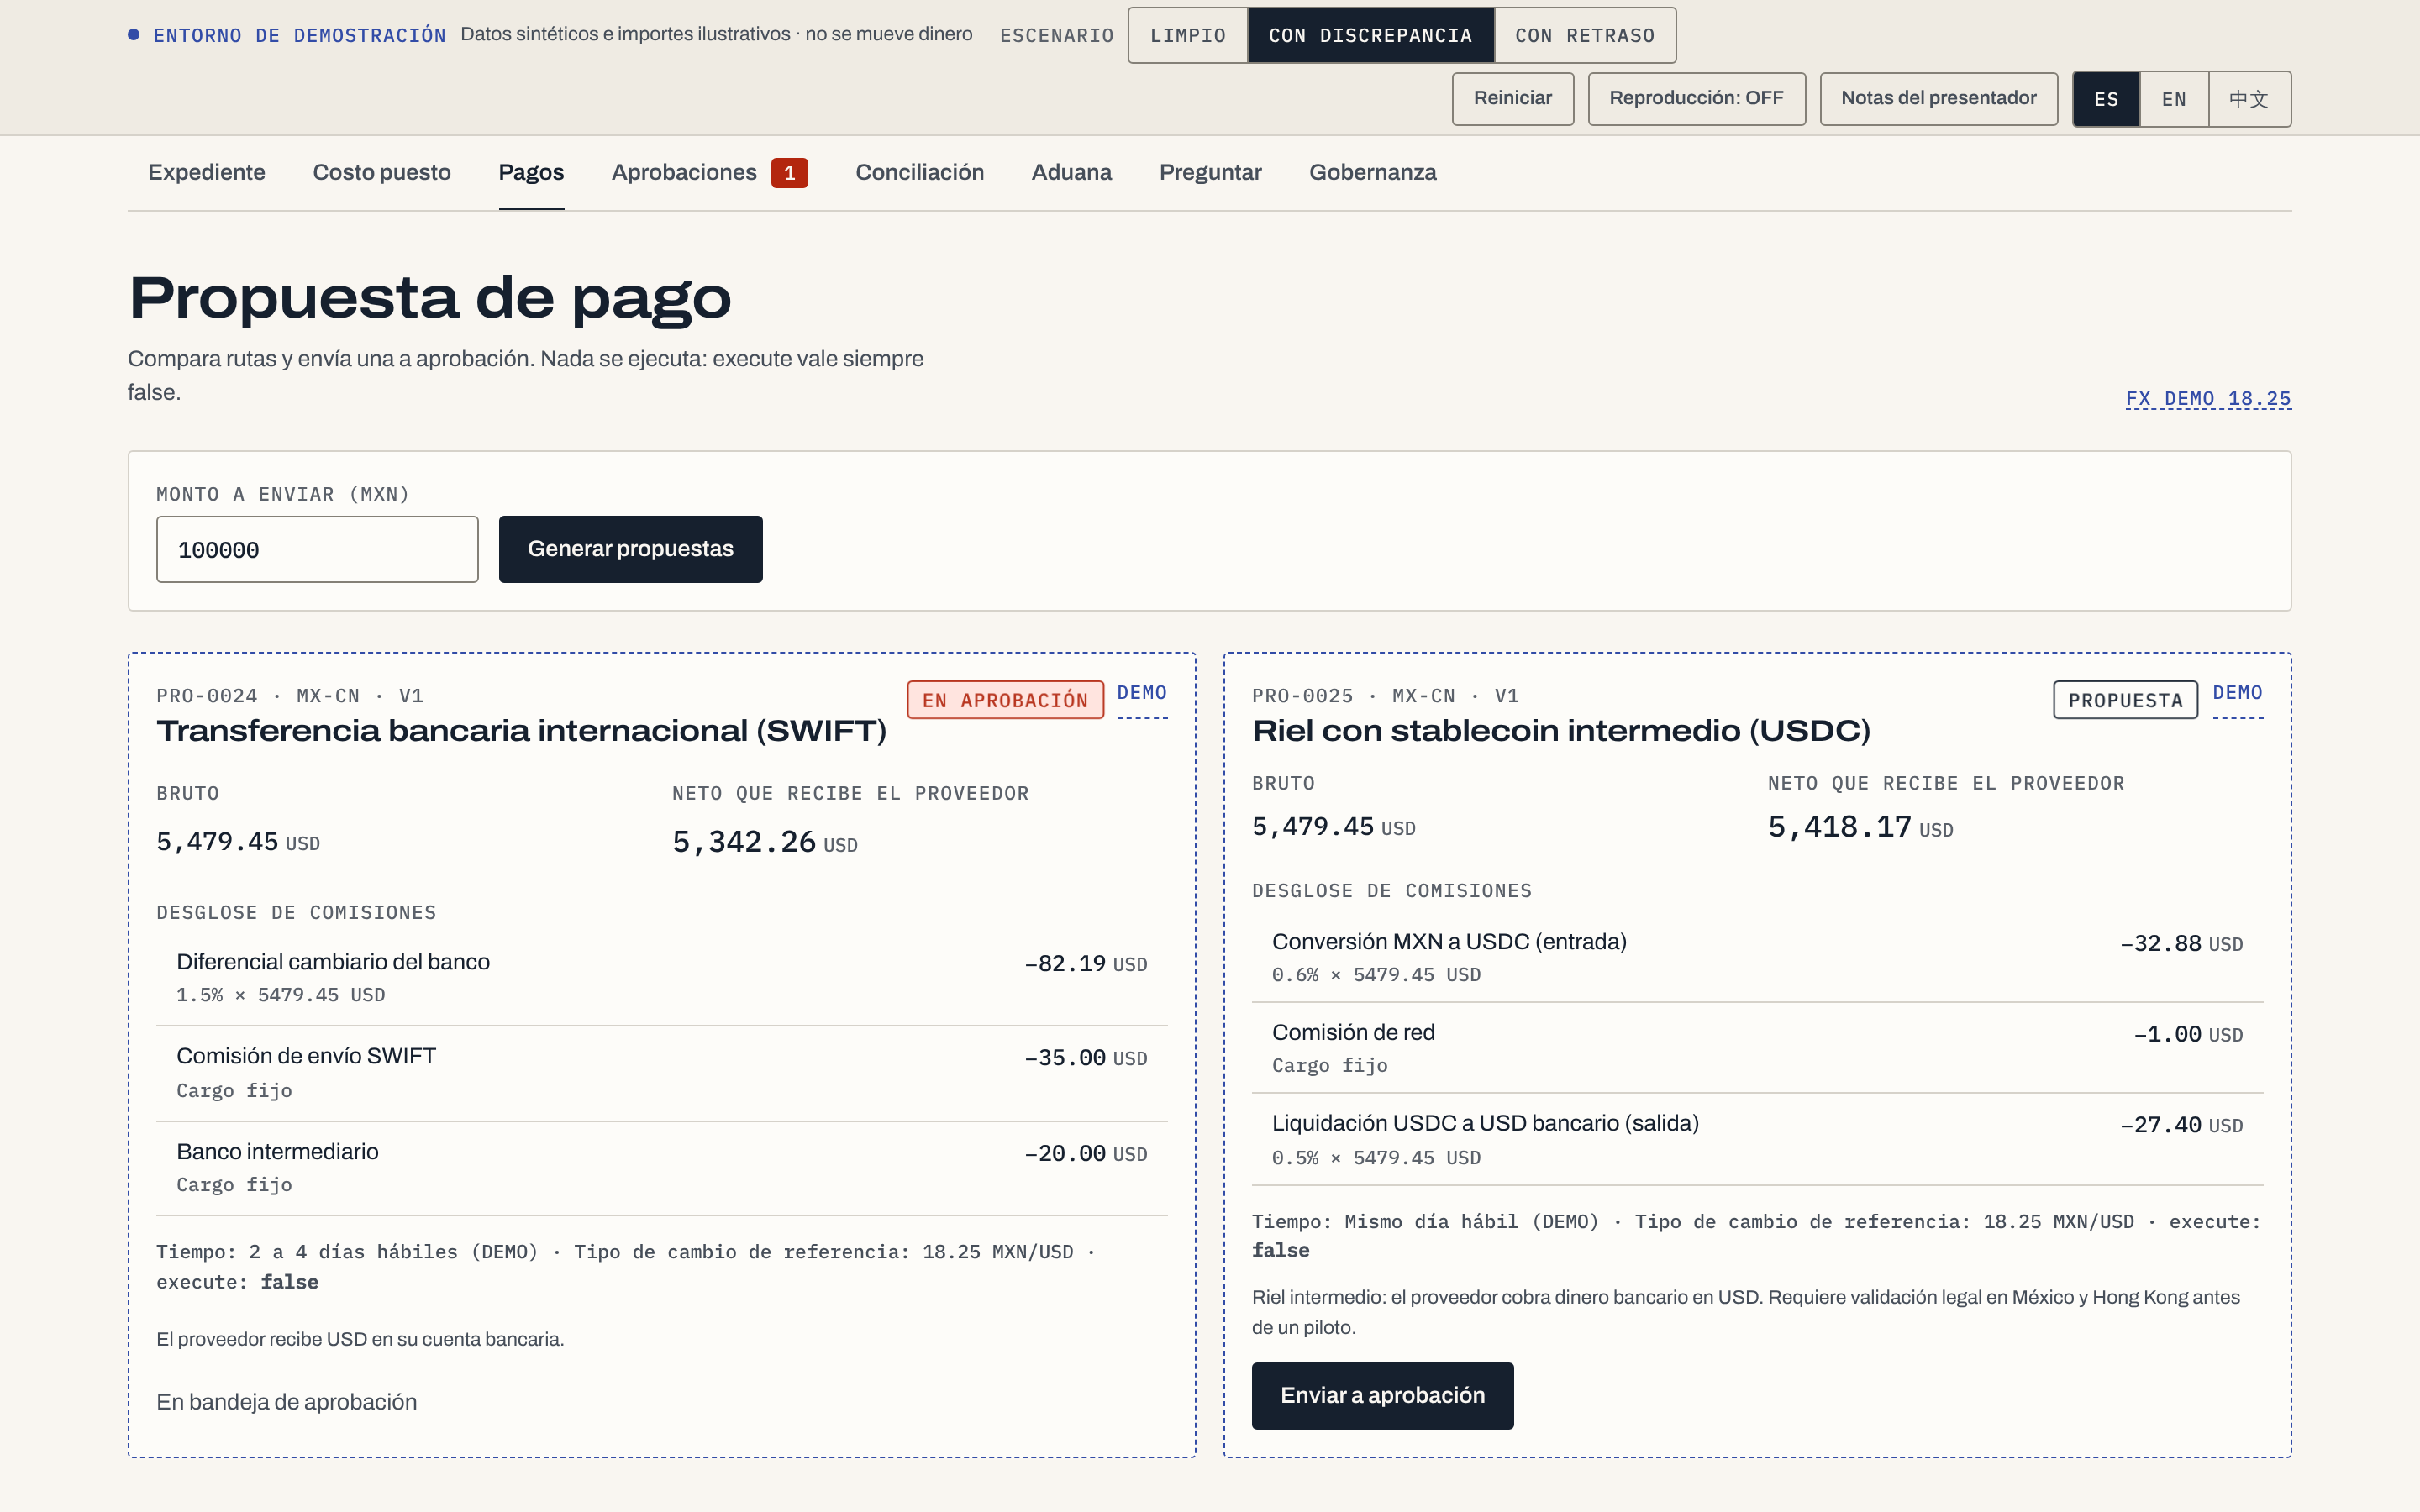 ENTORNO DE DEMOSTRACIÓN Datos sintéticos e importes ilustrativos · no se mueve dinero ESCENARIO LIMPIO CON DISCREPANCIA CON RETRASO
Reiniciar Reproducción: OFF Notas del presentador ES EN 中文
Expediente Costo puesto Pagos Aprobaciones 1 Conciliación Aduana Preguntar Gobernanza
Propuesta de pago
Compara rutas y envía una a aprobación. Nada se ejecuta: execute vale siempre
false.
FX DEMO 18.25
MONTO A ENVIAR (MXN)
100000 Generar propuestas
PRO-0024 · MX-CN · V1
EN APROBACIÓN DEMO
Transferencia bancaria internacional (SWIFT)
BRUTO NETO QUE RECIBE EL PROVEEDOR
5,479.45 USD 5,342.26 USD
DESGLOSE DE COMISIONES
Diferencial cambiario del banco −82.19 USD
1.5% × 5479.45 USD
Comisión de envío SWIFT −35.00 USD
Cargo fijo
Banco intermediario −20.00 USD
Cargo fijo
Tiempo: 2 a 4 días hábiles (DEMO) · Tipo de cambio de referencia: 18.25 MXN/USD ·
execute: false
El proveedor recibe USD en su cuenta bancaria.
En bandeja de aprobación
PRO-0025 · MX-CN · V1
PROPUESTA DEMO
Riel con stablecoin intermedio (USDC)
BRUTO NETO QUE RECIBE EL PROVEEDOR
5,479.45 USD 5,418.17 USD
DESGLOSE DE COMISIONES
Conversión MXN a USDC (entrada) −32.88 USD
0.6% × 5479.45 USD
Comisión de red −1.00 USD
Cargo fijo
Liquidación USDC a USD bancario (salida) −27.40 USD
0.5% × 5479.45 USD
Tiempo: Mismo día hábil (DEMO) · Tipo de cambio de referencia: 18.25 MXN/USD · execute:
false
Riel intermedio: el proveedor cobra dinero bancario en USD. Requiere validación legal en México y Hong Kong antes
de un piloto.
Enviar a aprobación